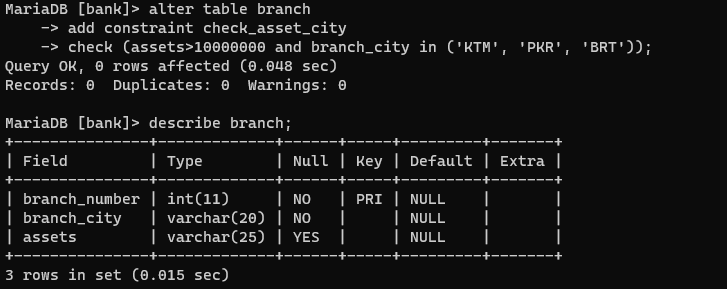 MariaDB [bank]> alter table branch
    -> add constraint check_asset_city
    -> check (assets>10000000 and branch_city in ('KTM', 'PKR', 'BRT'));
Query OK, 0 rows affected (0.048 sec)
Records: 0  Duplicates: 0  Warnings: 0

MariaDB [bank]> describe branch;
+---------------+-------------+------+-----+---------+-------+
| Field         | Type        | Null | Key | Default | Extra |
+---------------+-------------+------+-----+---------+-------+
| branch_number | int(11)     | NO   | PRI | NULL    |       |
| branch_city   | varchar(20) | NO   |     | NULL    |       |
| assets        | varchar(25) | YES  |     | NULL    |       |
+---------------+-------------+------+-----+---------+-------+
3 rows in set (0.015 sec)